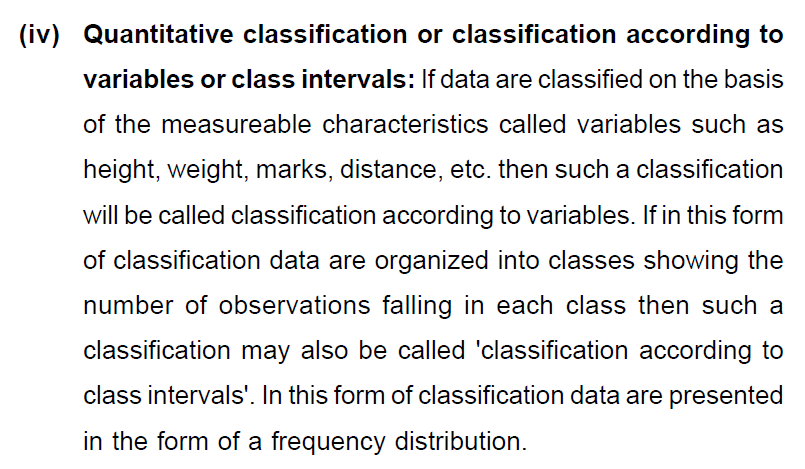 (iv) Quantitative classification or classification according to
variables or class intervals: If data are classified on the basis
of the measureable characteristics called variables such as
height, weight, marks, distance, etc. then such a classification
will be called classification according to variables. If in this form
of classification data are organized into classes showing the
number of observations falling in each class then such a
classification may also be called 'classification according to
class intervals'. In this form of classification data are presented
in the form of a frequency distribution.